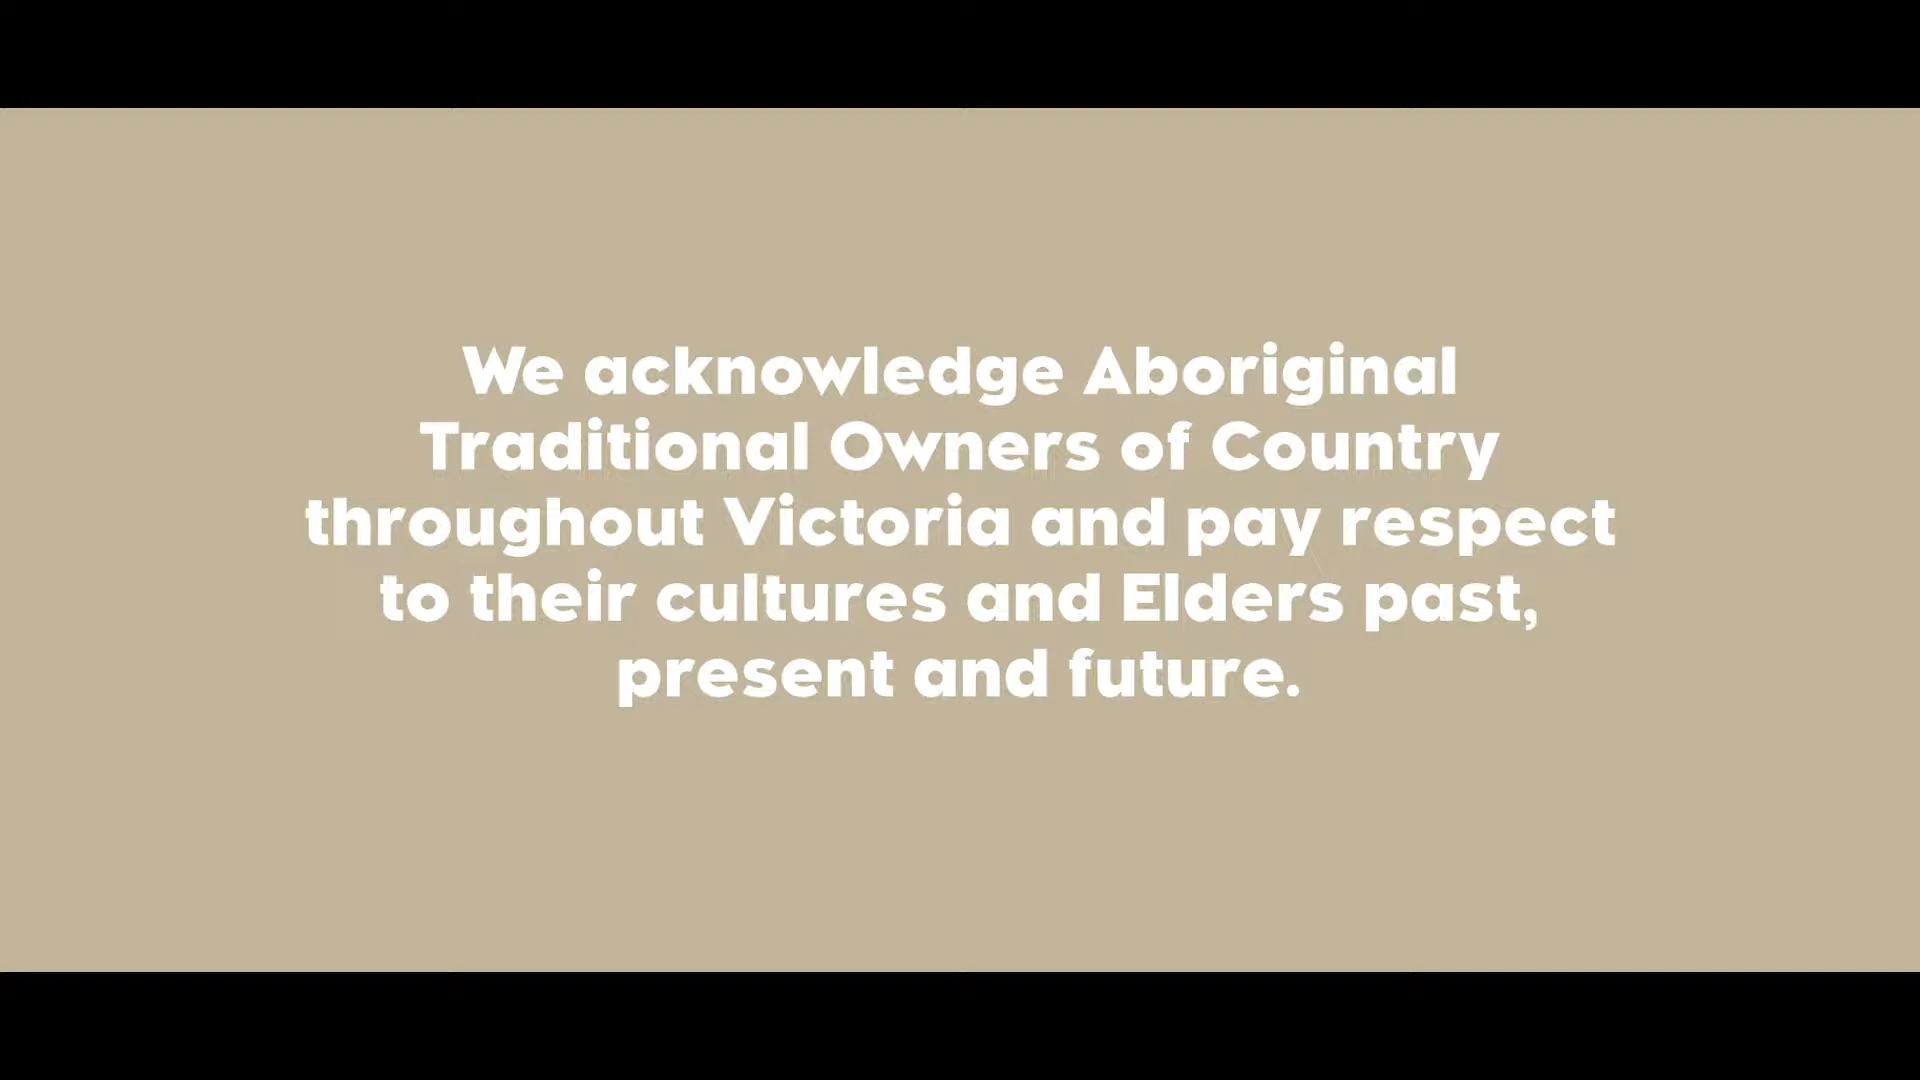 We acknowledge Aboriginal
Traditional Owners of Country
throughout Victoria and pay respect
to their cultures and Elders past,
present and future.